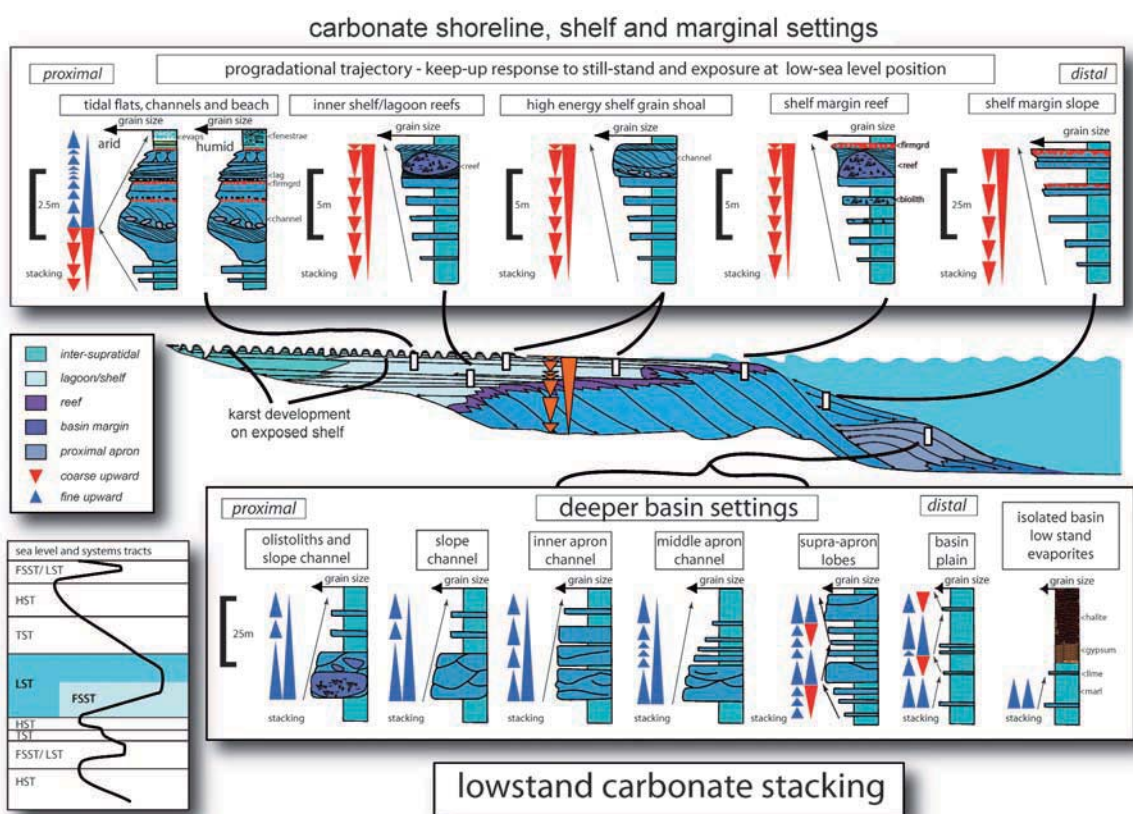 carbonate shoreline, shelf and marginal settings
proximal
progradational trajectory - keep-up response to still-stand and exposure at low-sea level position
distal
tidal flats, channels and beach
grain size
grain size
arid
humid
<evaps
<fenestrae
<lag
<firmgrd
<channel
2.5m
stacking
inner shelf/lagoon reefs
grain size
<reef
5m
stacking
high energy shelf grain shoal
grain size
<channel
5m
stacking
shelf margin reef
grain size
<firmgrd
<reef
<biolith
5m
stacking
shelf margin slope
grain size
25m
stacking
inter-supratidal
lagoon/shelf
reef
basin margin
proximal apron
coarse upward
fine upward
karst development
on exposed shelf
proximal
deeper basin settings
distal
olistoliths and
slope channel
grain size
25m
stacking
slope
channel
grain size
stacking
inner apron
channel
grain size
stacking
middle apron
channel
grain size
stacking
supra-apron
lobes
grain size
stacking
basin
plain
grain size
stacking
isolated basin
low stand
evaporites
grain size
<halite
<gypsum
<lime
<marl
stacking
sea level and systems tracts
FSST/ LST
HST
TST
LST
FSST
HST
TST
FSST/ LST
HST
lowstand carbonate stacking